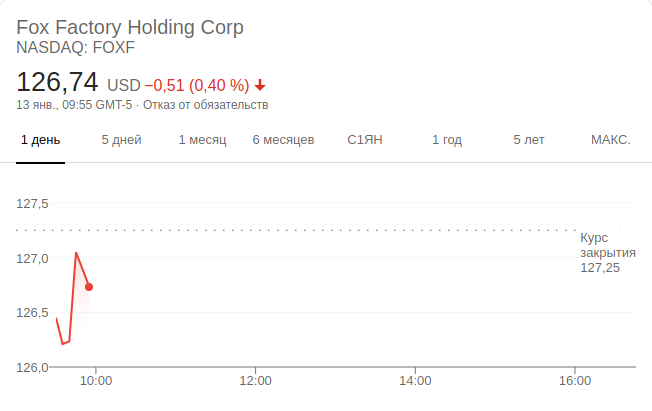 Fox Factory Holding Corp
NASDAQ: FOXF
126,74 USD −0,51 (0,40 %)
13 янв., 09:55 GMT-5 · Отказ от обязательств
1 день 5 дней 1 месяц 6 месяцев С1ЯН 1 год 5 лет МАКС.
127,5
Курс
закрытия
127,25
127,0
126,5
126,0
10:00 12:00 14:00 16:00